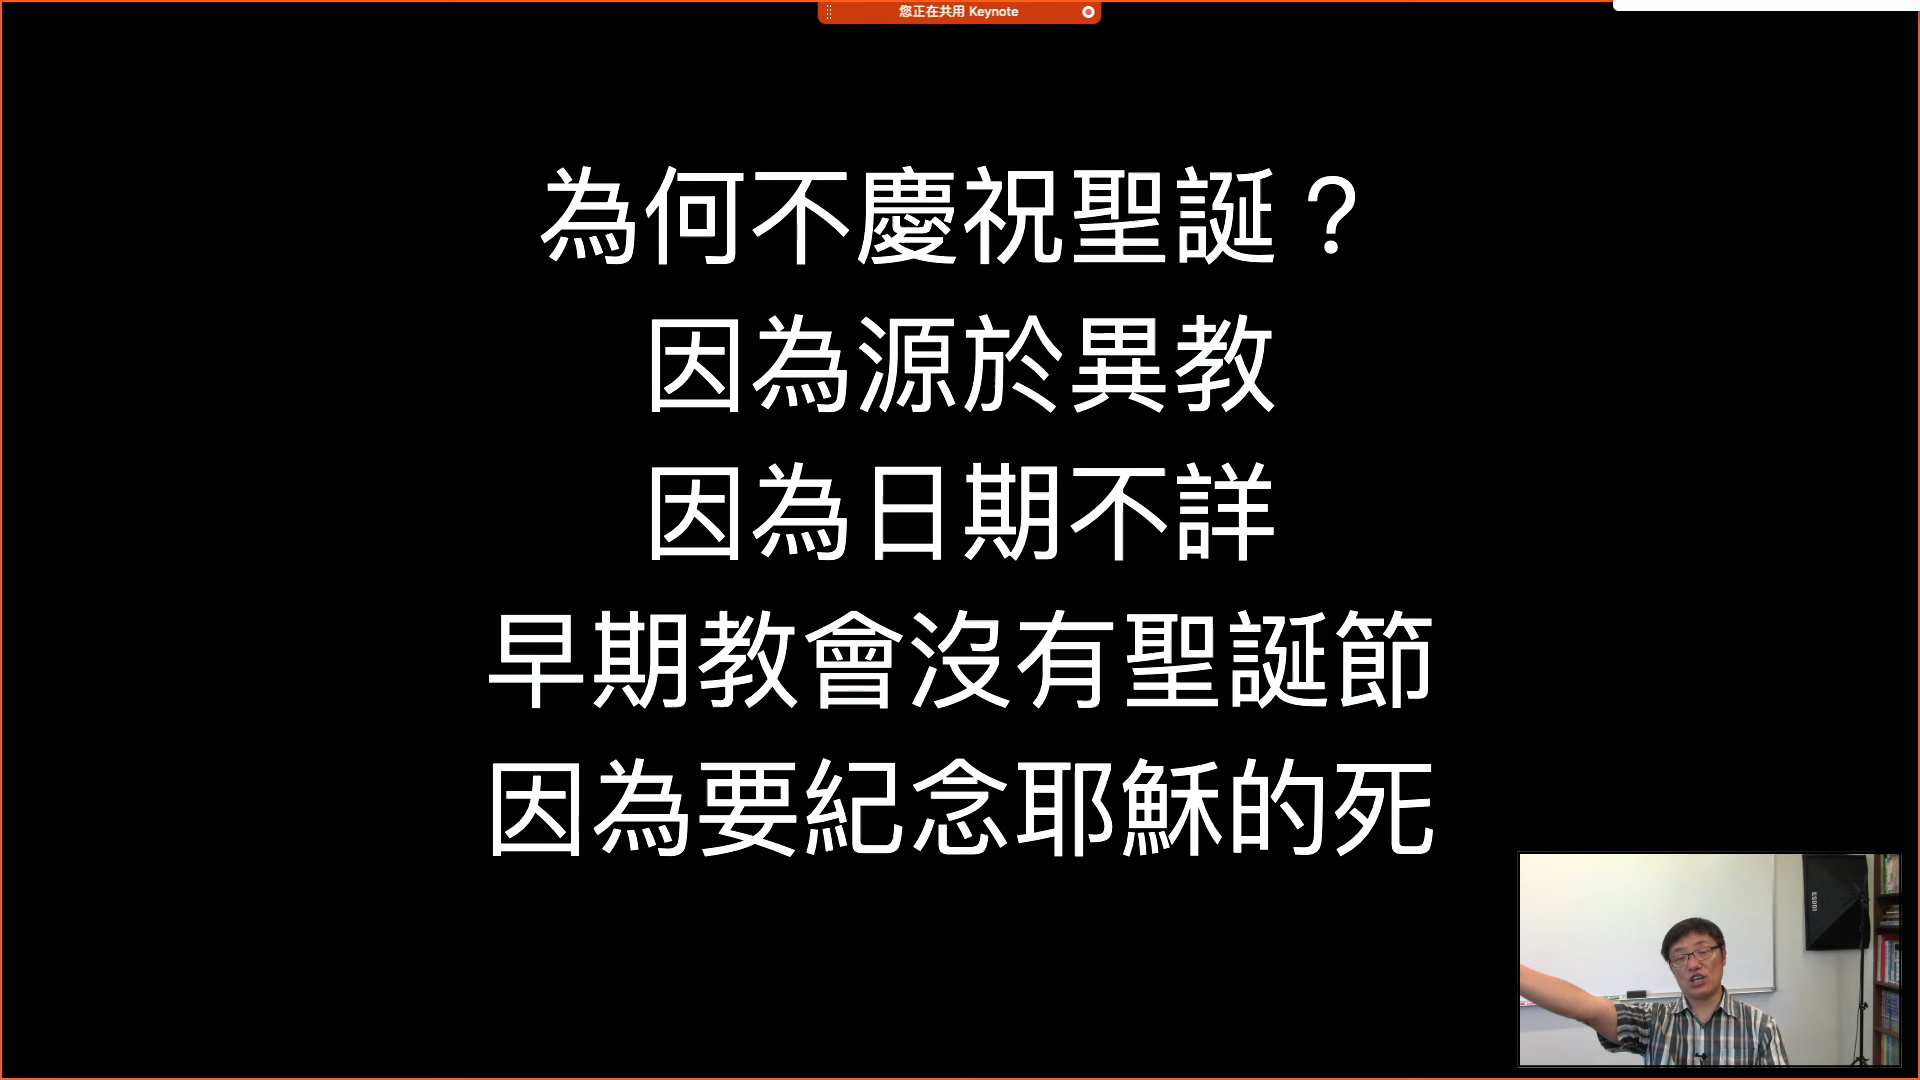 您正在共用 Keynote
為何不慶祝聖誕？
因為源於異教
因為日期不詳
早期教會沒有聖誕節
因為要紀念耶穌的死